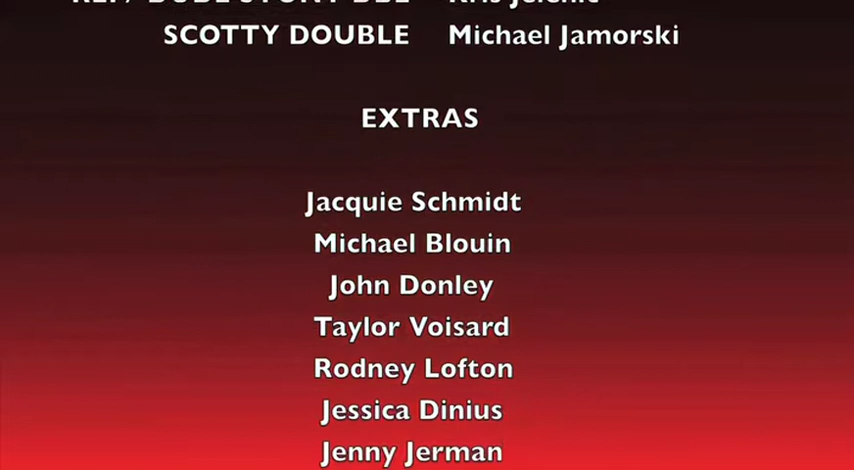 SCOTTY DOUBLE Michael Jamorski
EXTRAS
Jacquie Schmidt
Michael Blouin
John Donley
Taylor Voisard
Rodney Lofton
Jessica Dinius
Jenny Jerman